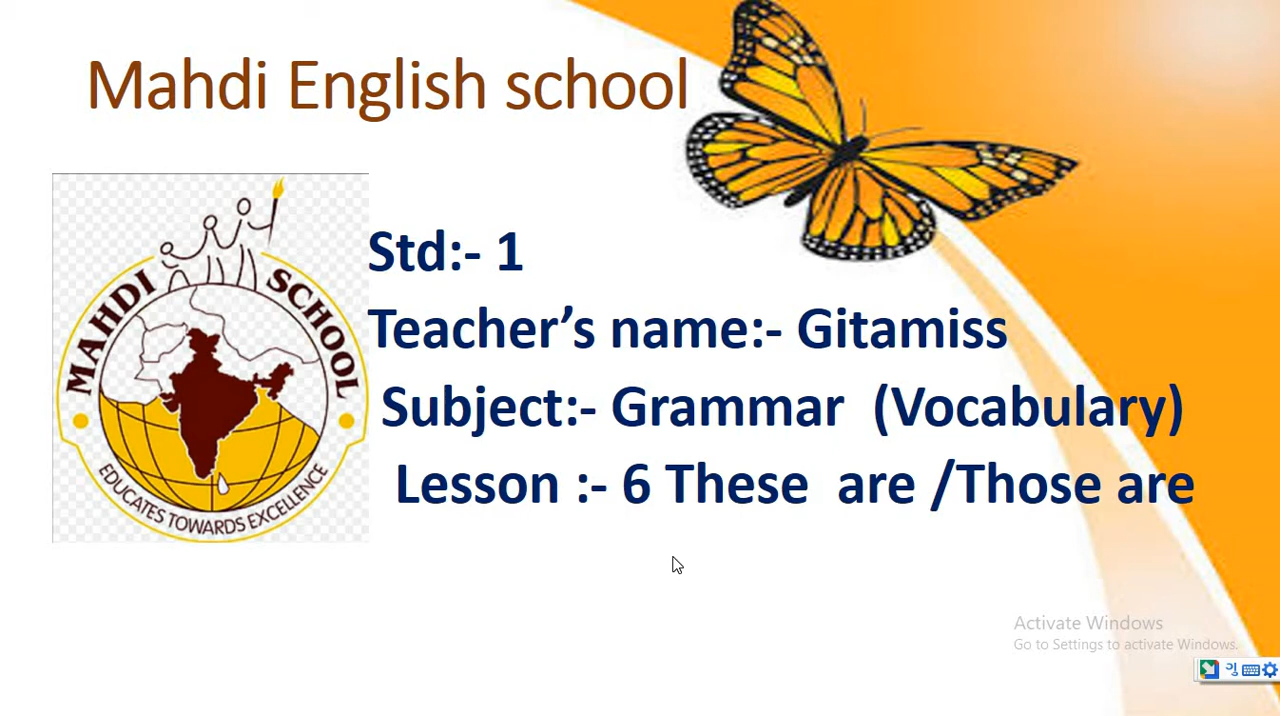 Mahdi English school
MAHDI SCHOOL
EDUCATES TOWARDS EXCELLENCE
Std:- 1
Teacher’s name:- Gitamiss
Subject:- Grammar (Vocabulary)
Lesson :- 6 These are /Those are
Activate Windows
Go to Settings to activate Windows.